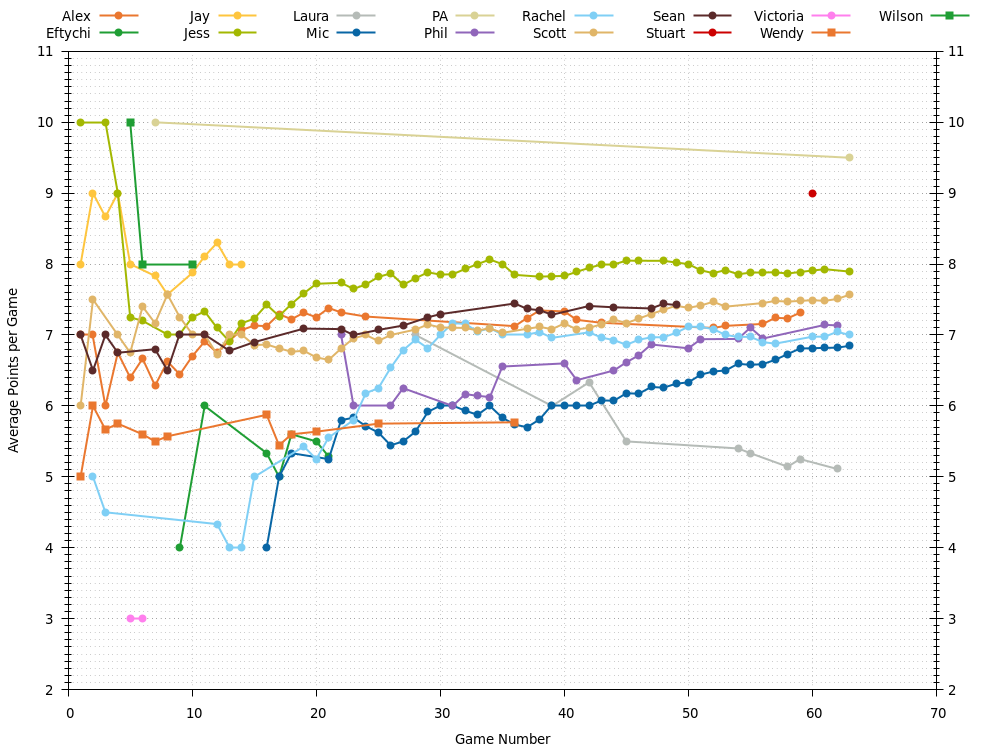 Alex Jay Laura PA Rachel Sean Victoria Wilson
Eftychi Jess Mic Phil Scott Stuart Wendy
11 11
10 10
9 9
8 8
7 7
6 6
5 5
4 4
3 3
2 2
Average Points per Game
0 10 20 30 40 50 60 70
Game Number